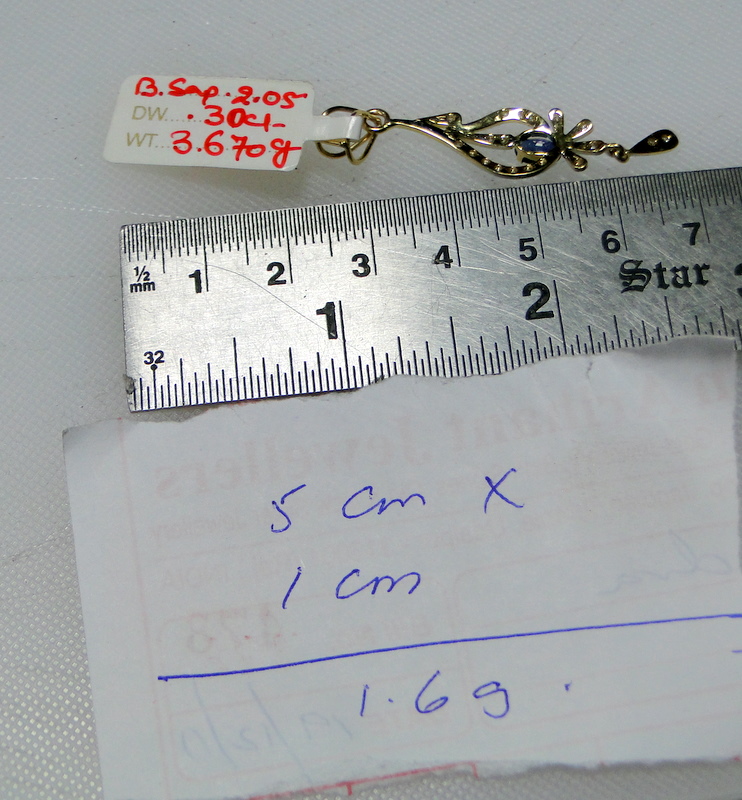 B.Sap. 2.05
DW.....30ct
WT...3.670g
1/2 mm 1 2 3 4 5 6 7
Star
1 2
32
5 cm X
1 cm
1.6g.
Jewellers